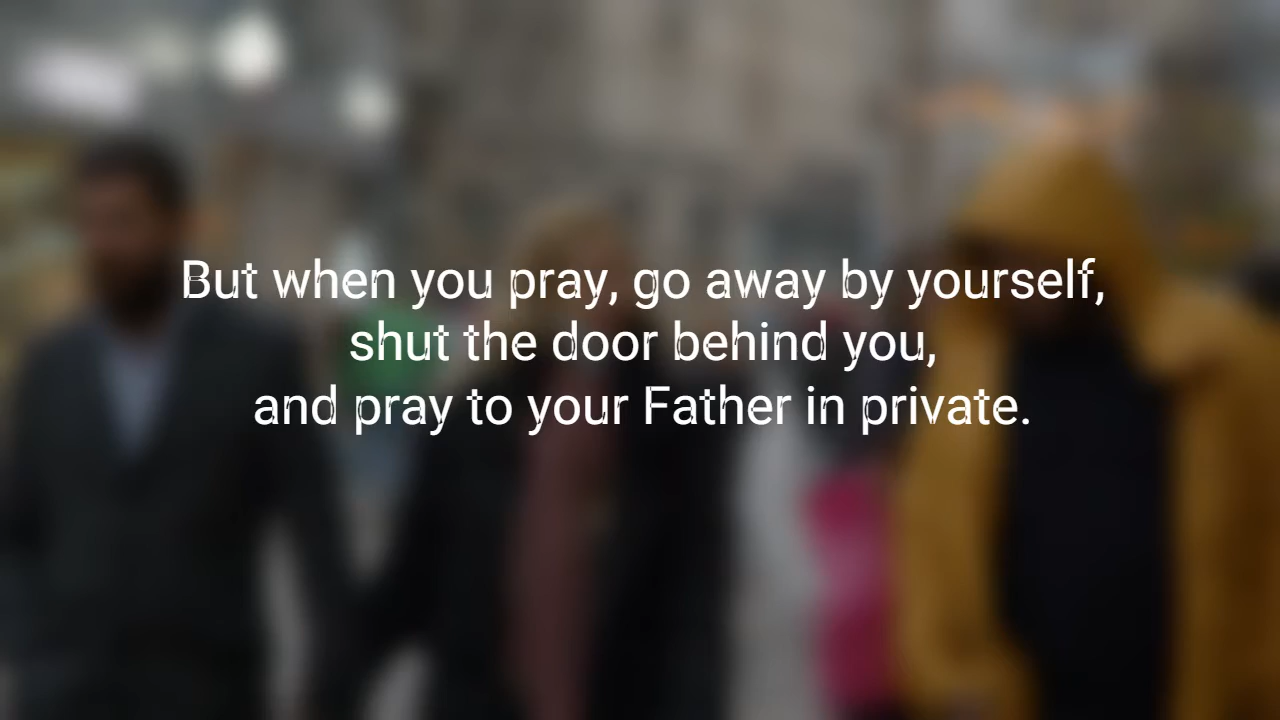 But when you pray, go away by yourself,
shut the door behind you,
and pray to your Father in private.